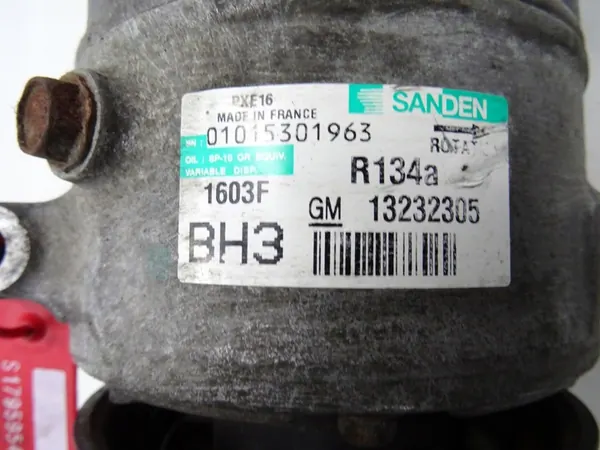 PXE16
MADE IN FRANCE
SANDEN
01015301963
OIL : SP-10 OR EQUIV.
VARIABLE DISP.
R134a
1603F
GM 13232305
BH3